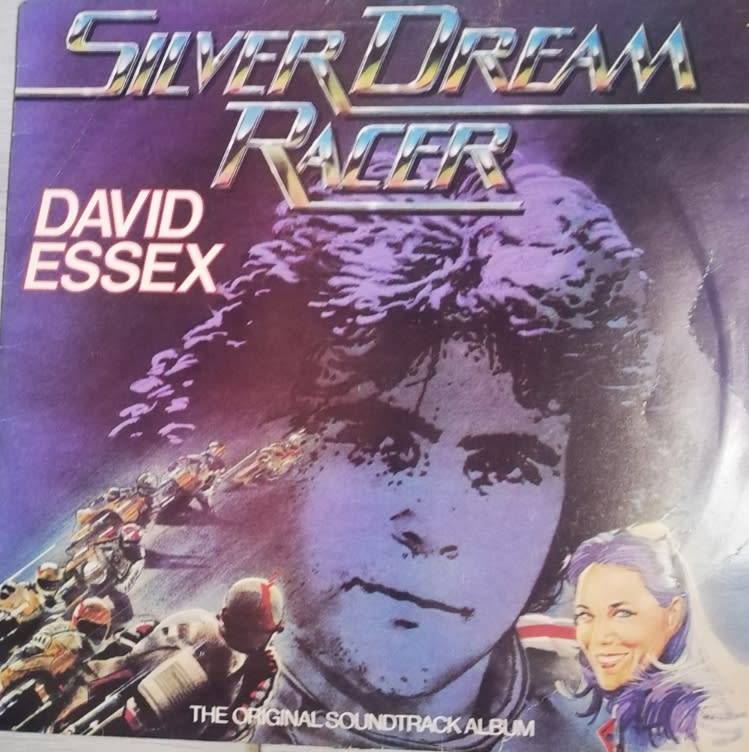 SILVER DREAM
RACER
DAVID
ESSEX
THE ORIGINAL SOUNDTRACK ALBUM